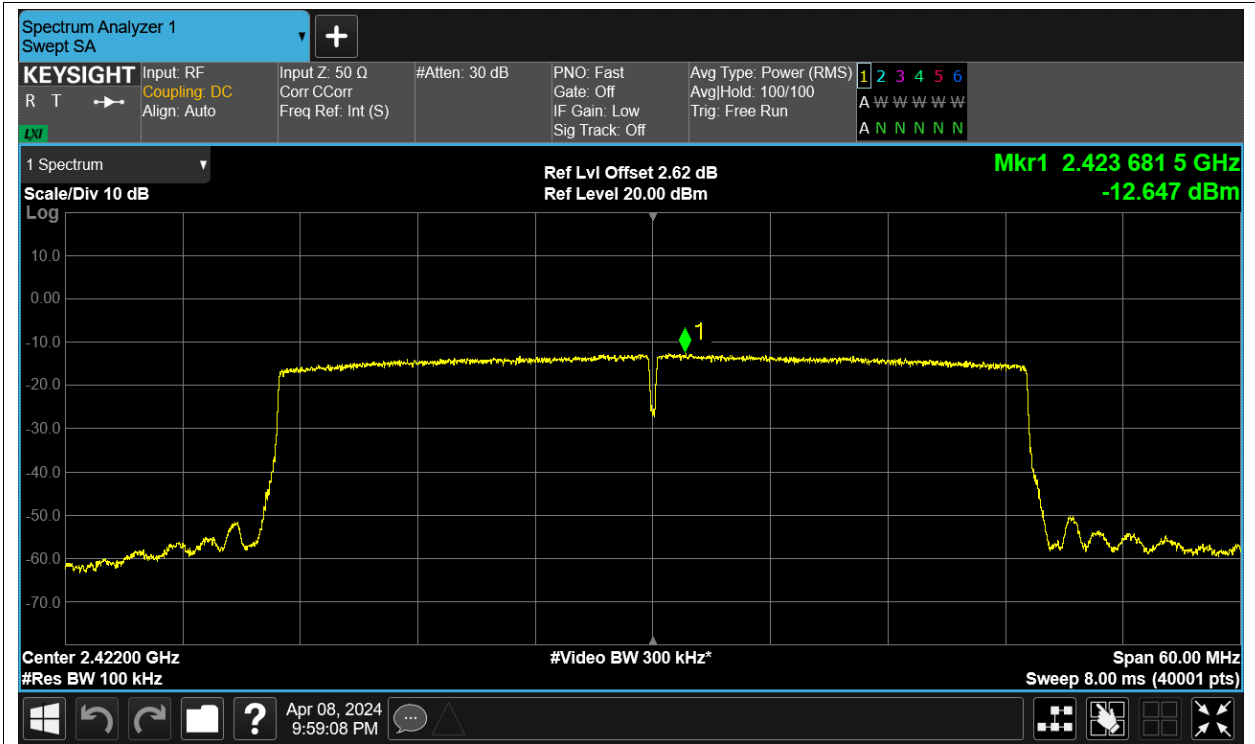 Spectrum Analyzer 1
Swept SA
KEYSIGHT
R T
LXI
Input: RF
Coupling: DC
Align: Auto
Input Z: 50 Ω
Corr CCorr
Freq Ref: Int (S)
#Atten: 30 dB
PNO: Fast
Gate: Off
IF Gain: Low
Sig Track: Off
Avg Type: Power (RMS)
Avg|Hold: 100/100
Trig: Free Run
1 2 3 4 5 6
A W W W W W
A N N N N N
1 Spectrum
Scale/Div 10 dB
Log
Ref Lvl Offset 2.62 dB
Ref Level 20.00 dBm
Mkr1 2.423 681 5 GHz
-12.647 dBm
10.0
0.00
-10.0
-20.0
-30.0
-40.0
-50.0
-60.0
-70.0
1
Center 2.42200 GHz
#Res BW 100 kHz
#Video BW 300 kHz*
Span 60.00 MHz
Sweep 8.00 ms (40001 pts)
?
Apr 08, 2024
9:59:08 PM